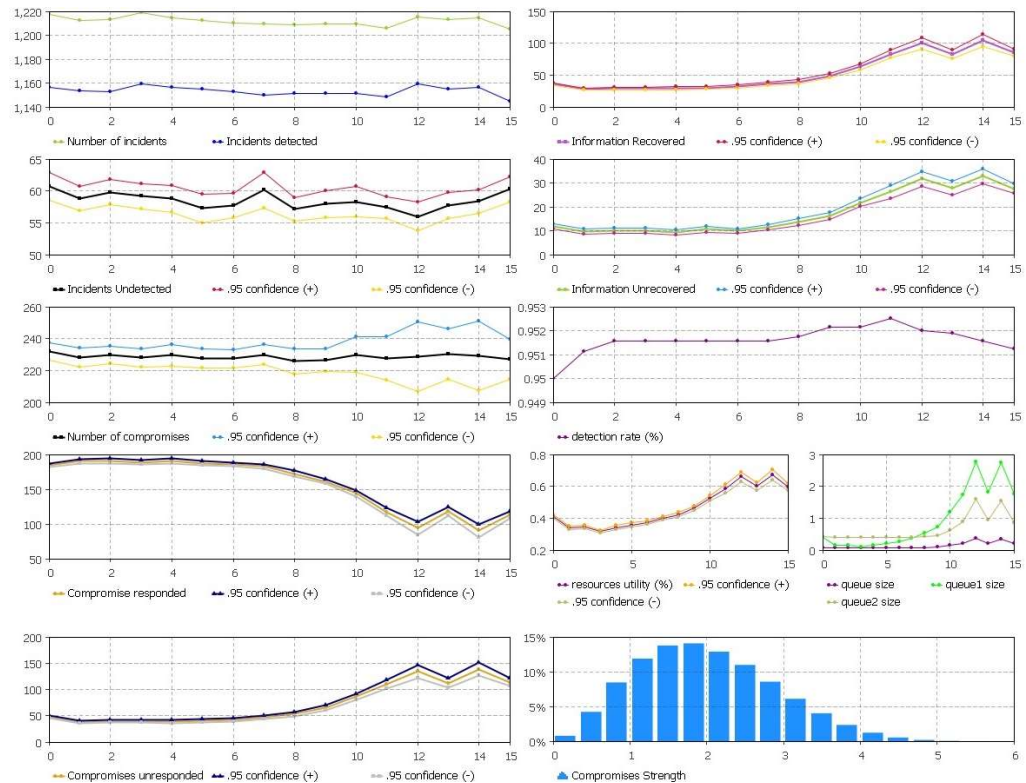 1,220
1,200
1,180
1,160
1,140
0 2 4 6 8 10 12 14 15
Number of incidents Incidents detected
150
100
50
0
0 2 4 6 8 10 12 14 15
Information Recovered .95 confidence (+) .95 confidence (-)
65
60
55
50
0 2 4 6 8 10 12 14 15
Incidents Undetected .95 confidence (+) .95 confidence (-)
40
30
20
10
0
0 2 4 6 8 10 12 14 15
Information Unrecovered .95 confidence (+) .95 confidence (-)
260
240
220
200
0 2 4 6 8 10 12 14 15
Number of compromises .95 confidence (+) .95 confidence (-)
0.953
0.952
0.951
0.95
0.949
0 2 4 6 8 10 12 14 15
detection rate (%)
200
150
100
50
0 2 4 6 8 10 12 14 15
Compromise responded .95 confidence (+) .95 confidence (-)
0.8
0.6
0.4
0.2
0 5 10 15
resources utility (%) .95 confidence (+)
.95 confidence (-)
3
2
1
0
0 5 10 15
queue size queue1 size
queue2 size
200
150
100
50
0
0 2 4 6 8 10 12 14 15
Compromises unresponded .95 confidence (+) .95 confidence (-)
15%
10%
5%
0%
0 1 2 3 4 5 6
Compromises Strength